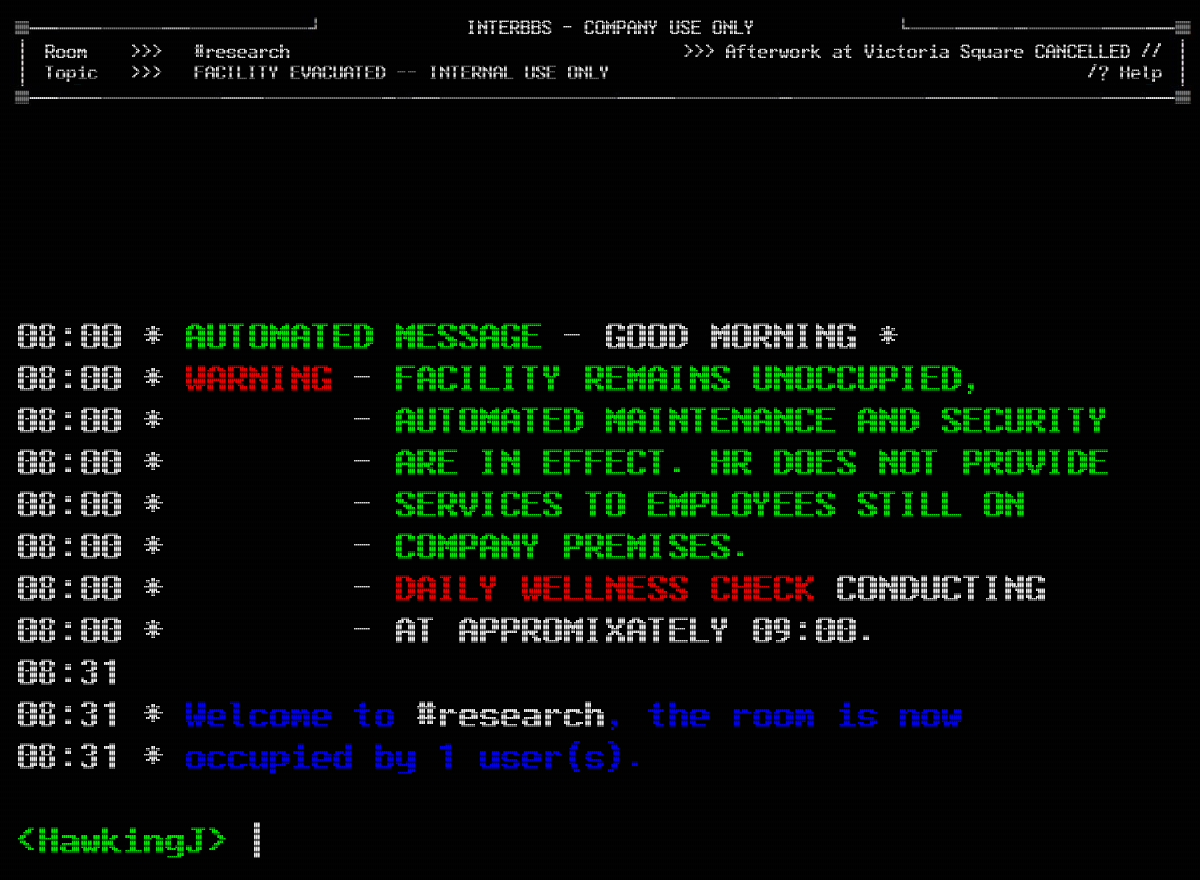 INTERBBS - COMPANY USE ONLY
Room >>> #research >>> Afterwork at Victoria Square CANCELLED //
Topic >>> FACILITY EVACUATED -- INTERNAL USE ONLY /? Help
08:00 * AUTOMATED MESSAGE - GOOD MORNING *
08:00 * WARNING - FACILITY REMAINS UNOCCUPIED,
08:00 * - AUTOMATED MAINTENANCE AND SECURITY
08:00 * - ARE IN EFFECT. HR DOES NOT PROVIDE
08:00 * - SERVICES TO EMPLOYEES STILL ON
08:00 * - COMPANY PREMISES.
08:00 * - DAILY WELLNESS CHECK CONDUCTING
08:00 * - AT APPROMIXATELY 09:00.
08:31
08:31 * Welcome to #research, the room is now
08:31 * occupied by 1 user(s).
<HawkingJ>